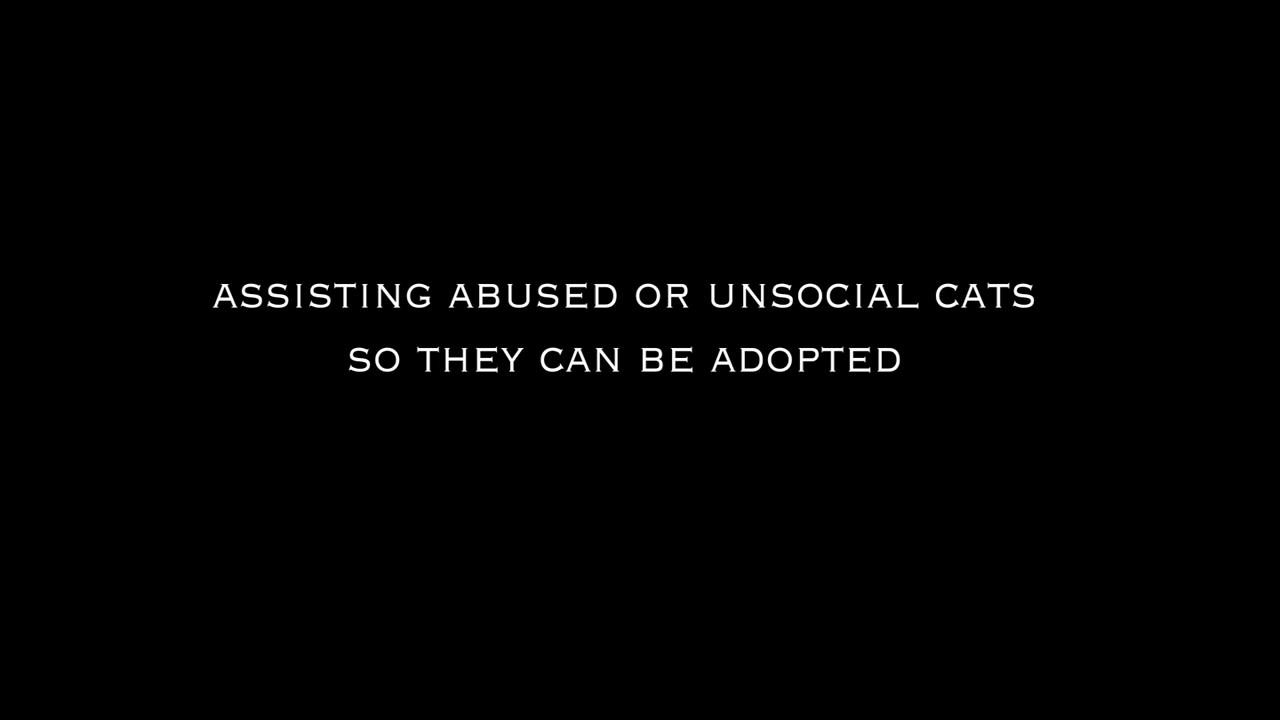 ASSISTING ABUSED OR UNSOCIAL CATS
SO THEY CAN BE ADOPTED